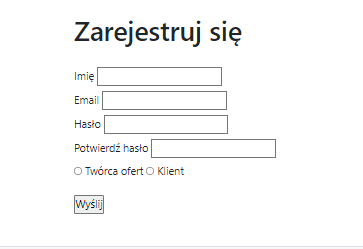 Zarejestruj się
Imię
Email
Hasło
Potwierdź hasło
Twórca ofert Klient
Wyślij